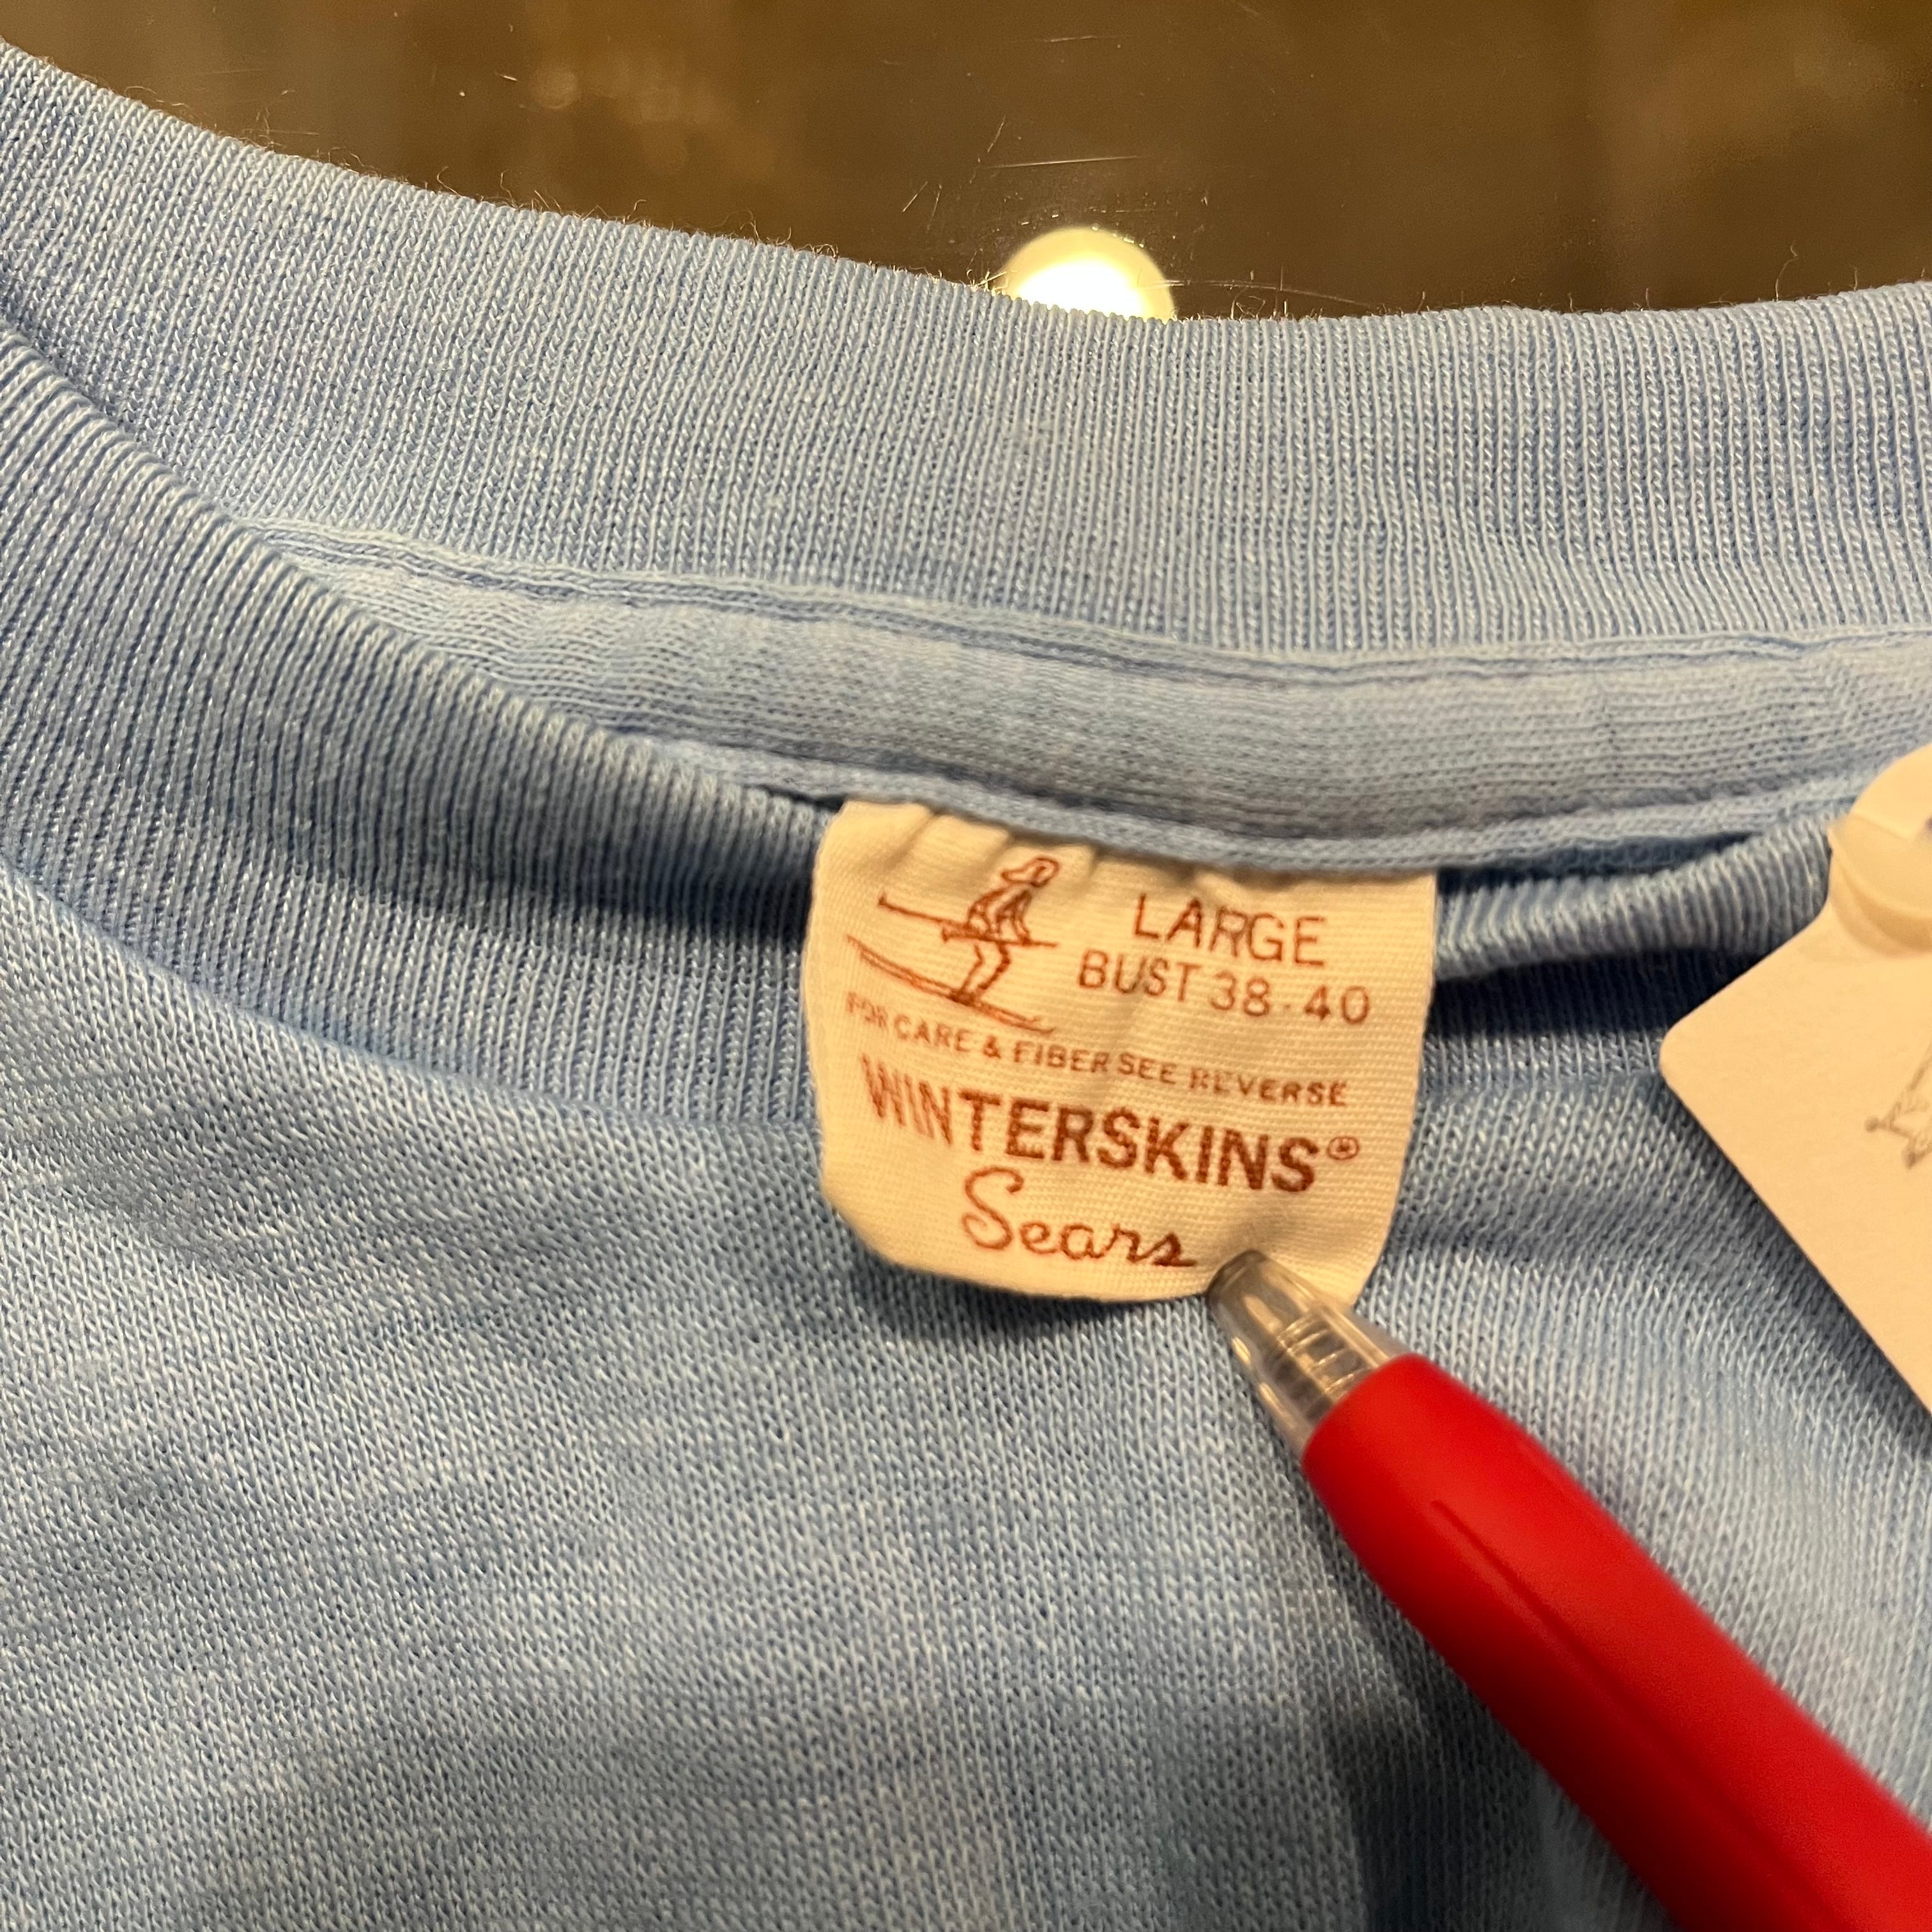 LARGE
BUST 38-40
FOR CARE & FIBER SEE REVERSE
WINTERSKINS®
Sears